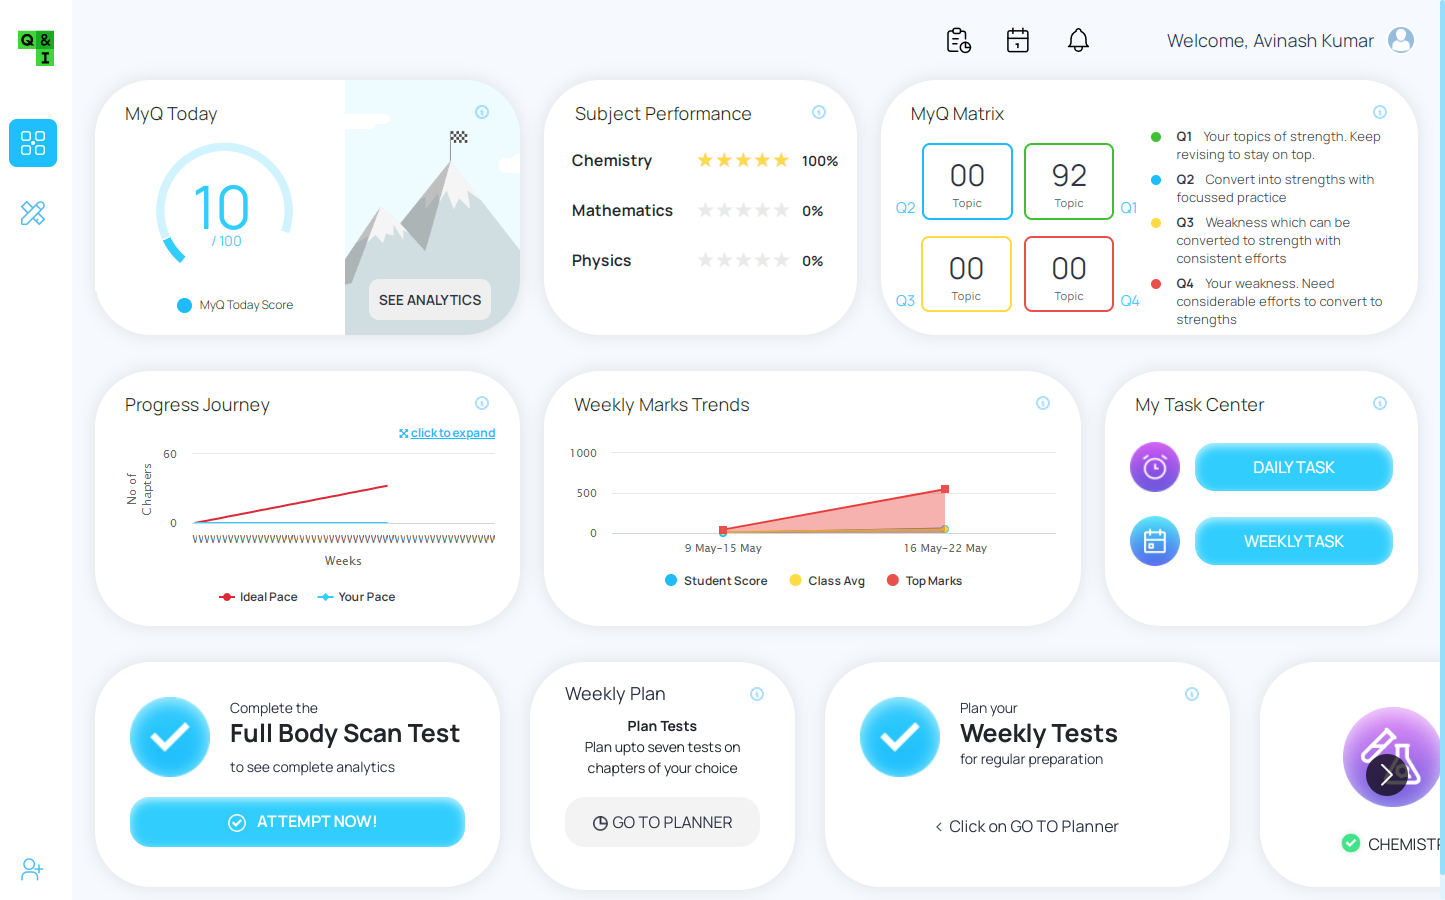 Q &
I
Welcome, Avinash Kumar
MyQ Today
10
/ 100
MyQ Today Score
SEE ANALYTICS
Subject Performance
Chemistry 100%
Mathematics 0%
Physics 0%
MyQ Matrix
Q2
00
Topic
92
Topic
Q1
Q3
00
Topic
00
Topic
Q4
Q1 Your topics of strength. Keep
revising to stay on top.
Q2 Convert into strengths with
focussed practice
Q3 Weakness which can be
converted to strength with
consistent efforts
Q4 Your weakness. Need
considerable efforts to convert to
strengths
Progress Journey
click to expand
No of
Chapters
60
0
Weeks
Ideal Pace
Your Pace
Weekly Marks Trends
1000
500
0
9 May-15 May
16 May-22 May
Student Score
Class Avg
Top Marks
My Task Center
DAILY TASK
WEEKLY TASK
Complete the
Full Body Scan Test
to see complete analytics
ATTEMPT NOW!
Weekly Plan
Plan Tests
Plan upto seven tests on
chapters of your choice
GO TO PLANNER
Plan your
Weekly Tests
for regular preparation
< Click on GO TO Planner
CHEMISTR